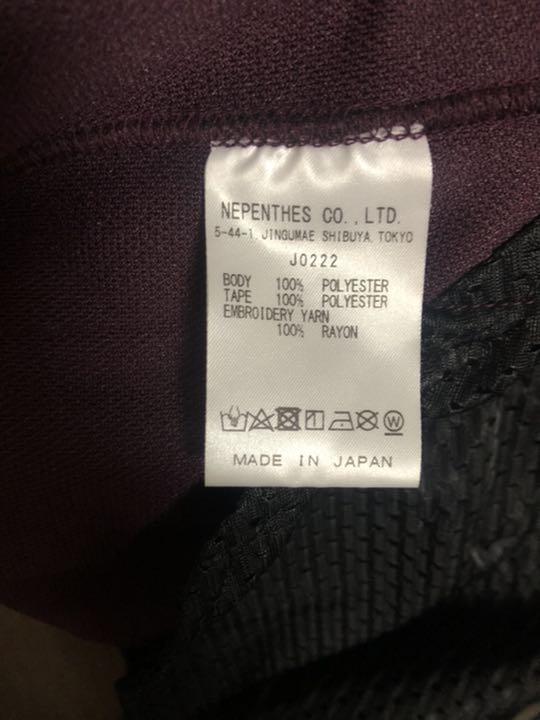 NEPENTHES CO.,LTD.
5-44-1, JINGUMAE SHIBUYA, TOKYO
J0222
BODY 100% POLYESTER
TAPE 100% POLYESTER
EMBROIDERY YARN
100% RAYON
W
MADE IN JAPAN